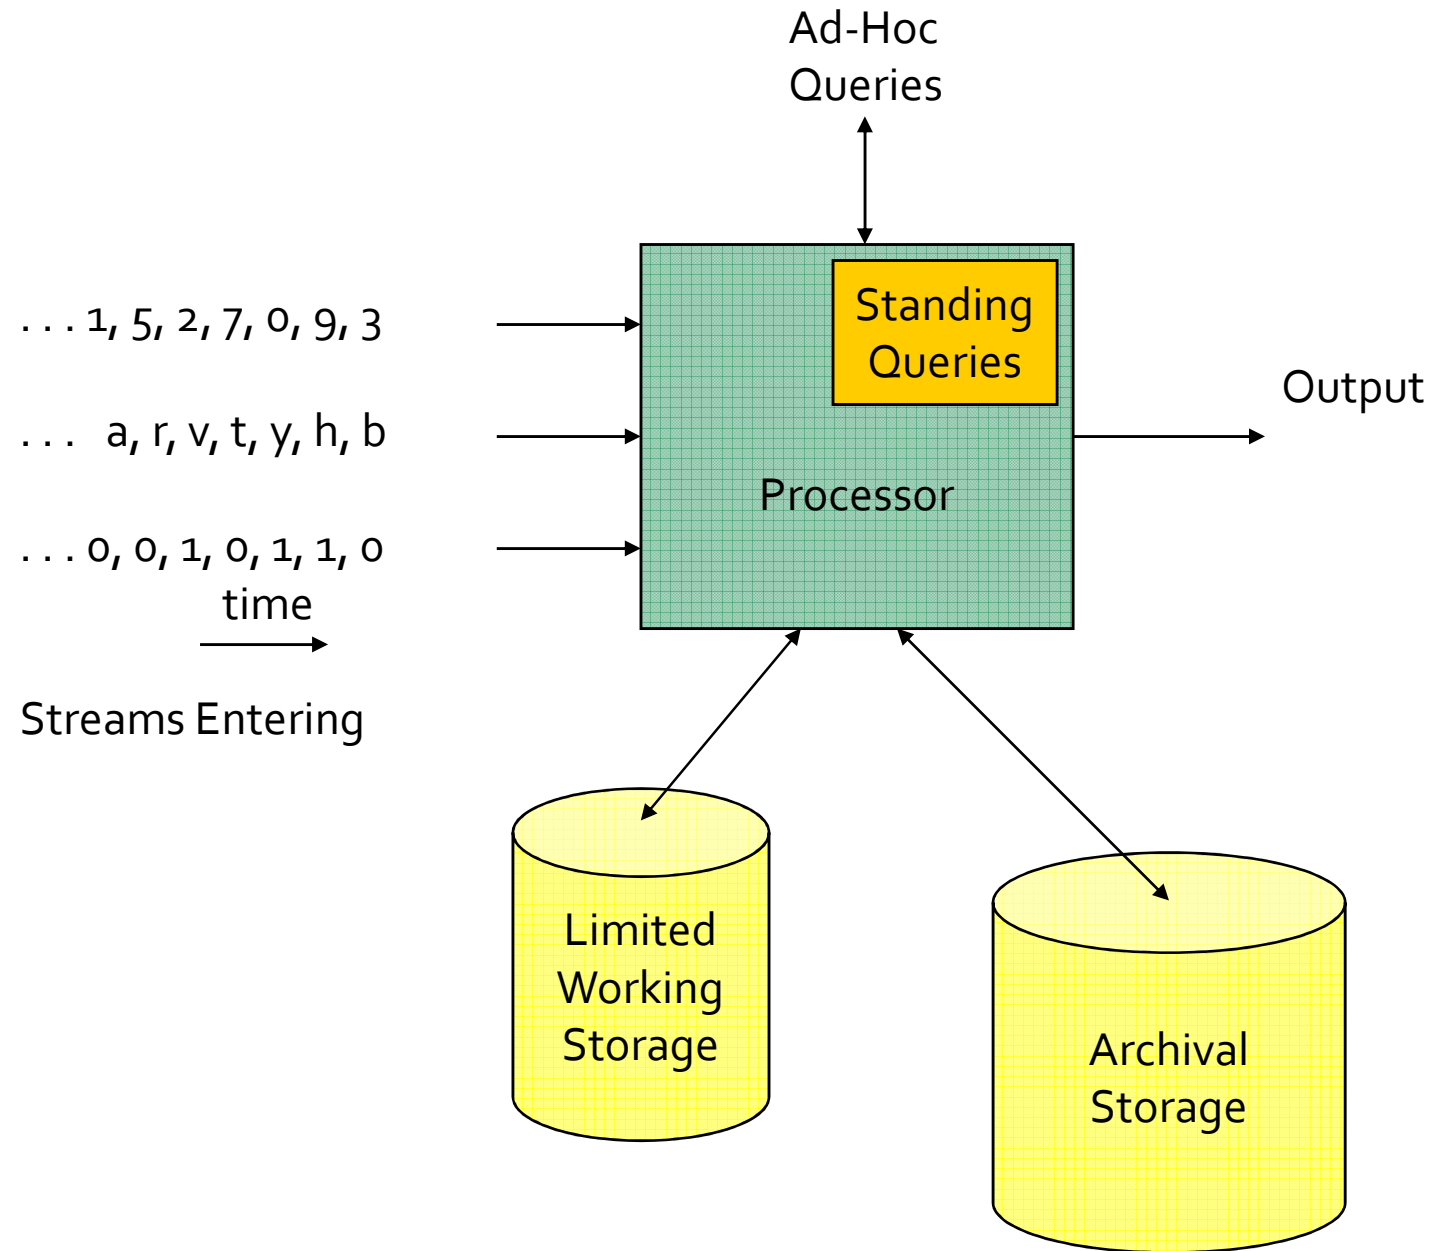 Ad-Hoc
Queries
Standing
Queries
. . . 1, 5, 2, 7, 0, 9, 3
Output
. . . a, r, v, t, y, h, b
Processor
. . . 0, 0, 1, 0, 1, 1, 0
time
Streams Entering
Limited
Working
Storage
Archival
Storage